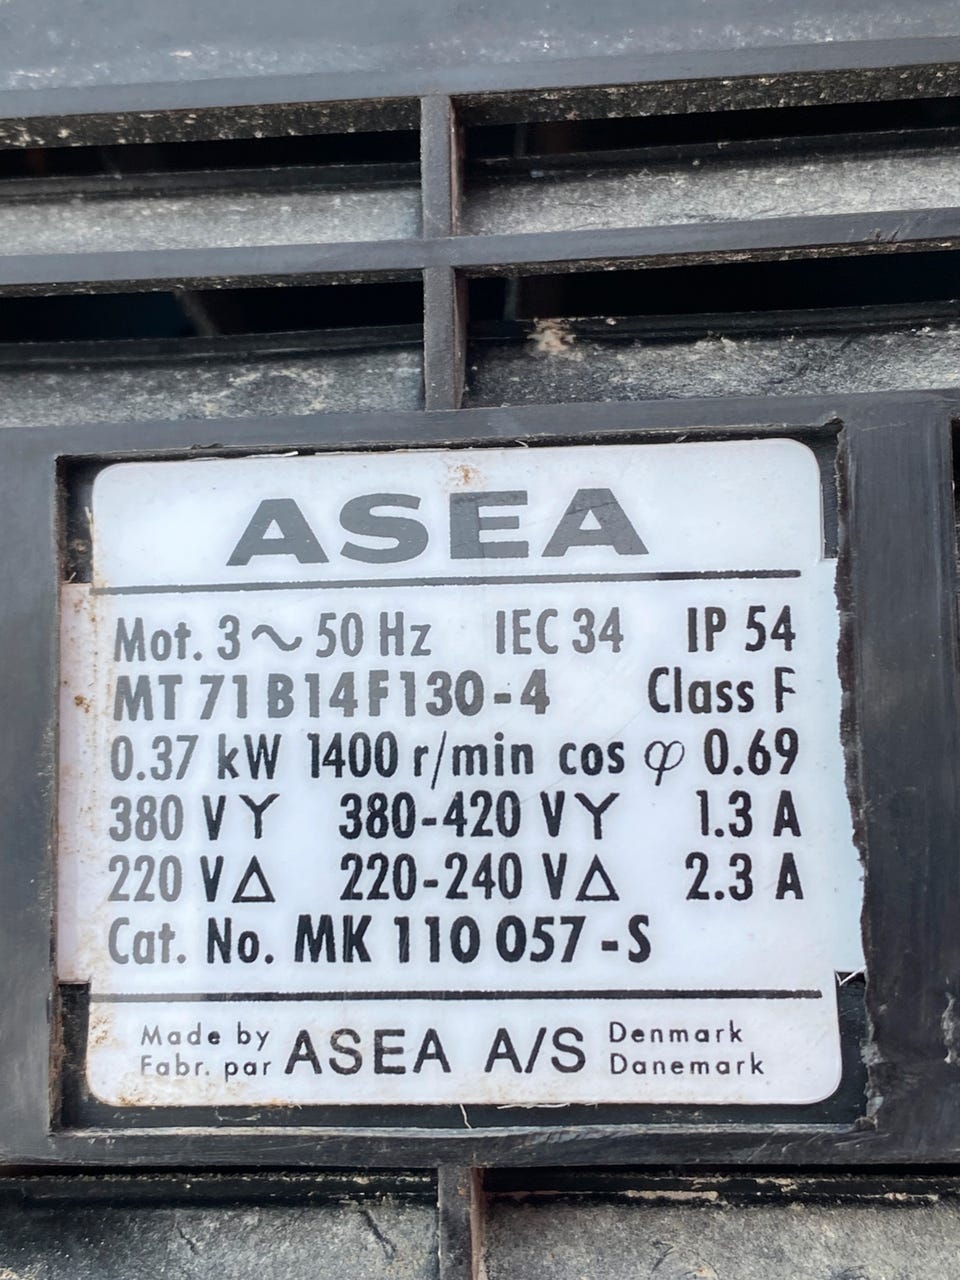 ASEA
Mot. 3∼50 Hz IEC 34 IP 54
MT 71 B14 F130-4 Class F
0.37 kW 1400 r/min cos φ 0.69
380 V Y 380-420 V Y 1.3 A
220 V Δ 220-240 V Δ 2.3 A
Cat. No. MK 110 057-S
Made by ASEA A/S Denmark
Fabr. par Danemark